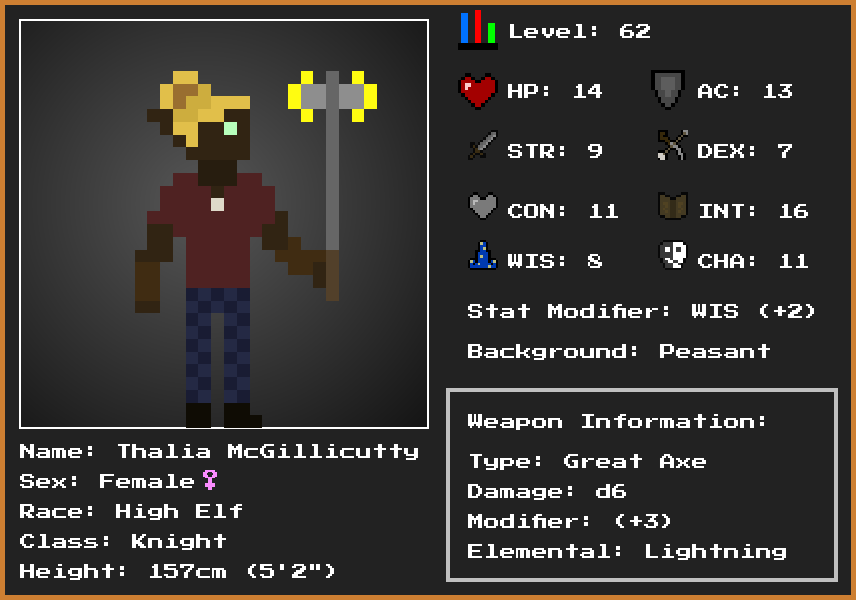 Level: 62
HP: 14
AC: 13
STR: 9
DEX: 7
CON: 11
INT: 16
WIS: 8
CHA: 11
Stat Modifier: WIS (+2)
Background: Peasant
Weapon Information:
Type: Great Axe
Damage: d6
Modifier: (+3)
Elemental: Lightning
Name: Thalia McGillicutty
Sex: Female♀
Race: High Elf
Class: Knight
Height: 157cm (5'2")